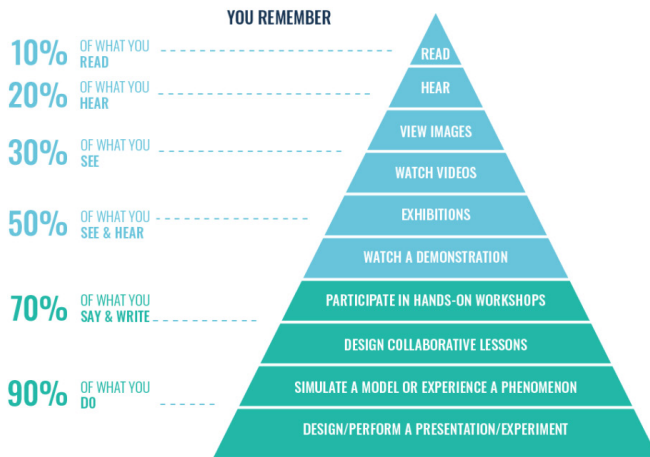 YOU REMEMBER
10% OF WHAT YOU
READ
20% OF WHAT YOU
HEAR
30% OF WHAT YOU
SEE
50% OF WHAT YOU
SEE & HEAR
70% OF WHAT YOU
SAY & WRITE
90% OF WHAT YOU
DO
READ
HEAR
VIEW IMAGES
WATCH VIDEOS
EXHIBITIONS
WATCH A DEMONSTRATION
PARTICIPATE IN HANDS-ON WORKSHOPS
DESIGN COLLABORATIVE LESSONS
SIMULATE A MODEL OR EXPERIENCE A PHENOMENON
DESIGN/PERFORM A PRESENTATION/EXPERIMENT